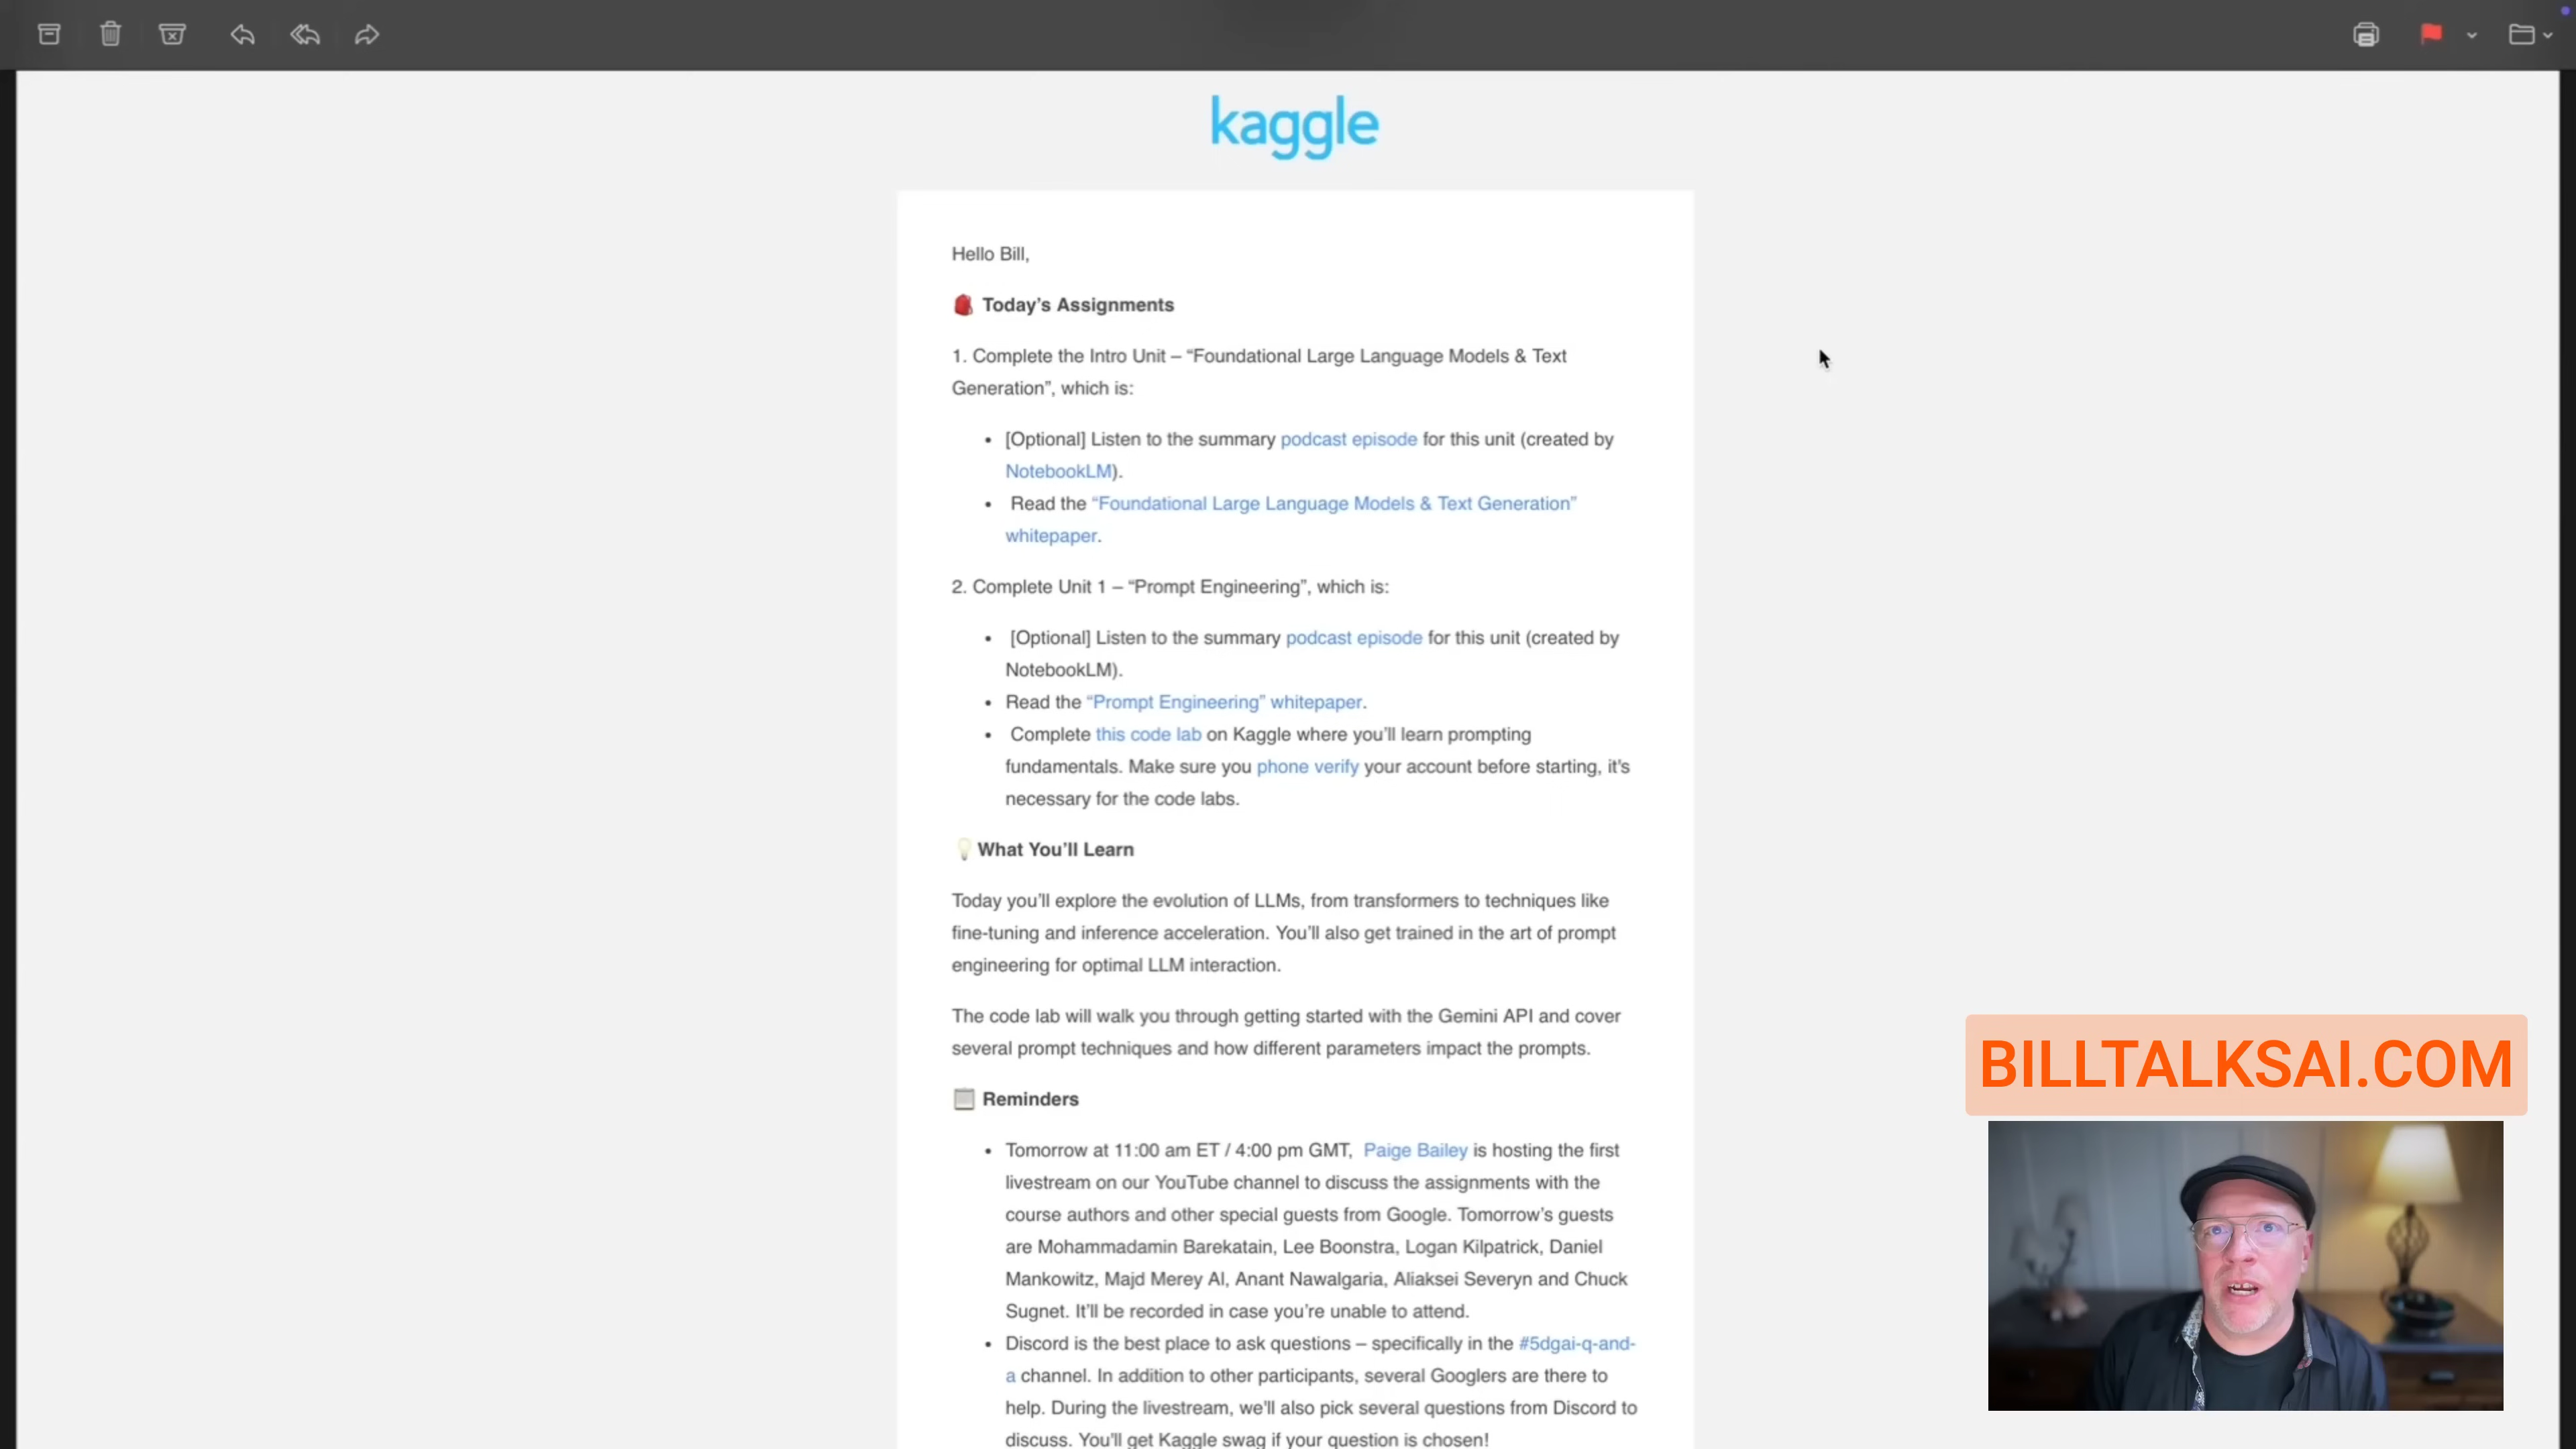 kaggle
Hello Bill,
Today’s Assignments
1. Complete the Intro Unit – “Foundational Large Language Models & Text
Generation”, which is:
• [Optional] Listen to the summary podcast episode for this unit (created by
NotebookLM).
• Read the “Foundational Large Language Models & Text Generation”
whitepaper.
2. Complete Unit 1 – “Prompt Engineering”, which is:
• [Optional] Listen to the summary podcast episode for this unit (created by
NotebookLM).
• Read the “Prompt Engineering” whitepaper.
• Complete this code lab on Kaggle where you’ll learn prompting
fundamentals. Make sure you phone verify your account before starting, it's
necessary for the code labs.
What You’ll Learn
Today you’ll explore the evolution of LLMs, from transformers to techniques like
fine-tuning and inference acceleration. You’ll also get trained in the art of prompt
engineering for optimal LLM interaction.
The code lab will walk you through getting started with the Gemini API and cover
several prompt techniques and how different parameters impact the prompts.
Reminders
• Tomorrow at 11:00 am ET / 4:00 pm GMT, Paige Bailey is hosting the first
livestream on our YouTube channel to discuss the assignments with the
course authors and other special guests from Google. Tomorrow’s guests
are Mohammadamin Barekatain, Lee Boonstra, Logan Kilpatrick, Daniel
Mankowitz, Majd Merey Al, Anant Nawalgaria, Aliaksei Severyn and Chuck
Sugnet. It’ll be recorded in case you’re unable to attend.
• Discord is the best place to ask questions – specifically in the #5dgai-q-and-
a channel. In addition to other participants, several Googlers are there to
help. During the livestream, we'll also pick several questions from Discord to
discuss. You'll get Kaggle swag if your question is chosen!
BILLTALKSAI.COM